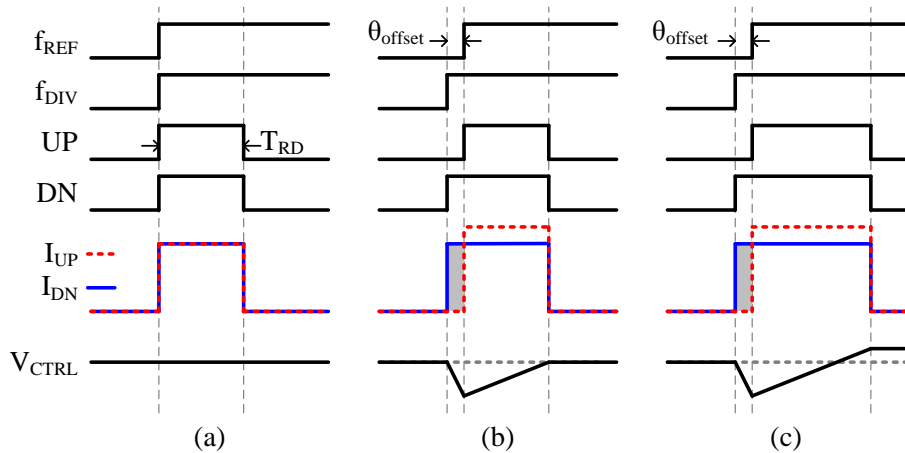 f_REF
θ_offset
θ_offset
f_DIV
UP
T_RD
DN
I_UP
I_DN
V_CTRL
(a) (b) (c)